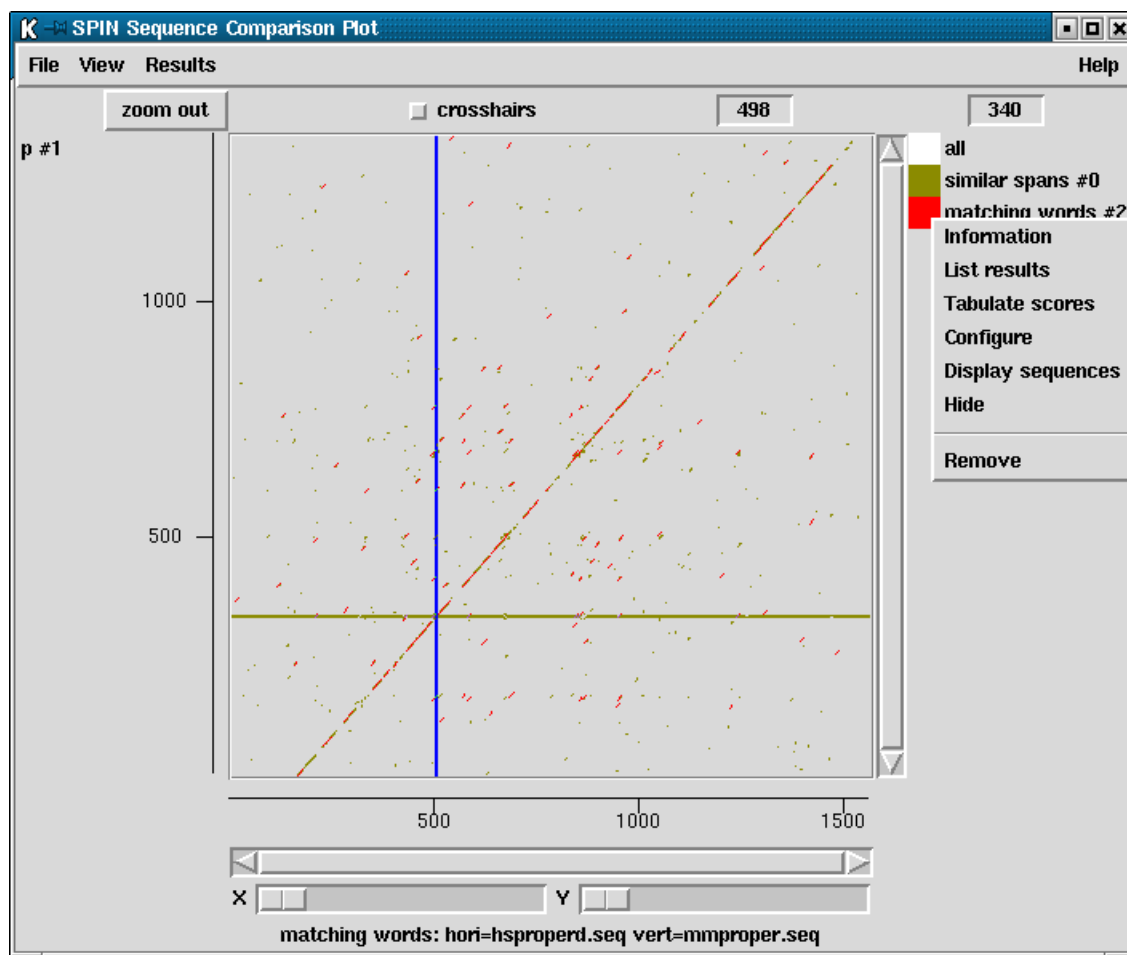 SPIN Sequence Comparison Plot
File View Results Help
zoom out crosshairs 498 340
p #1
all
similar spans #0
matching words #2
Information
List results
Tabulate scores
Configure
Display sequences
Hide
Remove
1000
500
500 1000 1500
X Y
matching words: hori=hsproperd.seq vert=mmproper.seq